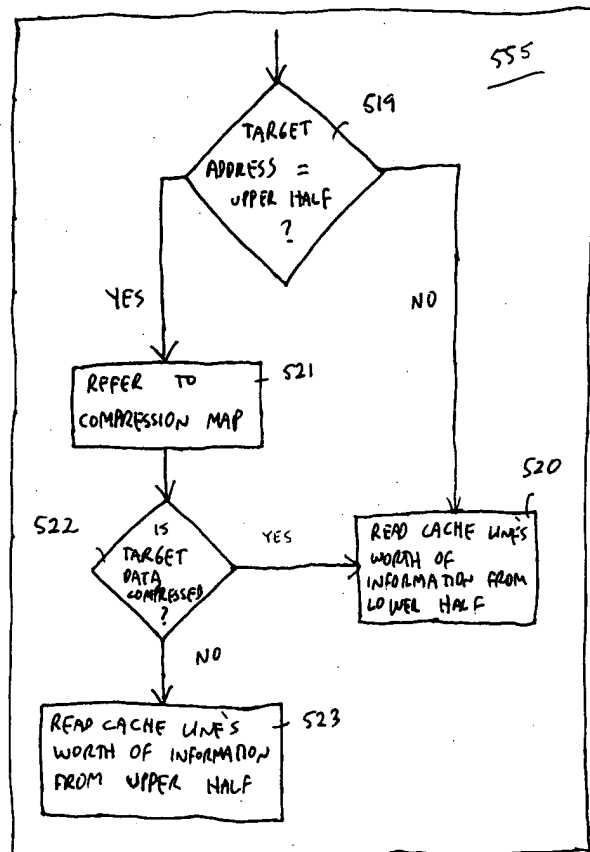 555
519
TARGET
ADDRESS =
UPPER HALF
?
YES
NO
REFER TO
COMPRESSION MAP
521
522
IS
TARGET
DATA
COMPRESSED
?
YES
520
READ CACHE LINE'S
WORTH OF
INFORMATION FROM
LOWER HALF
NO
READ CACHE LINE'S
WORTH OF INFORMATION
FROM UPPER HALF
523